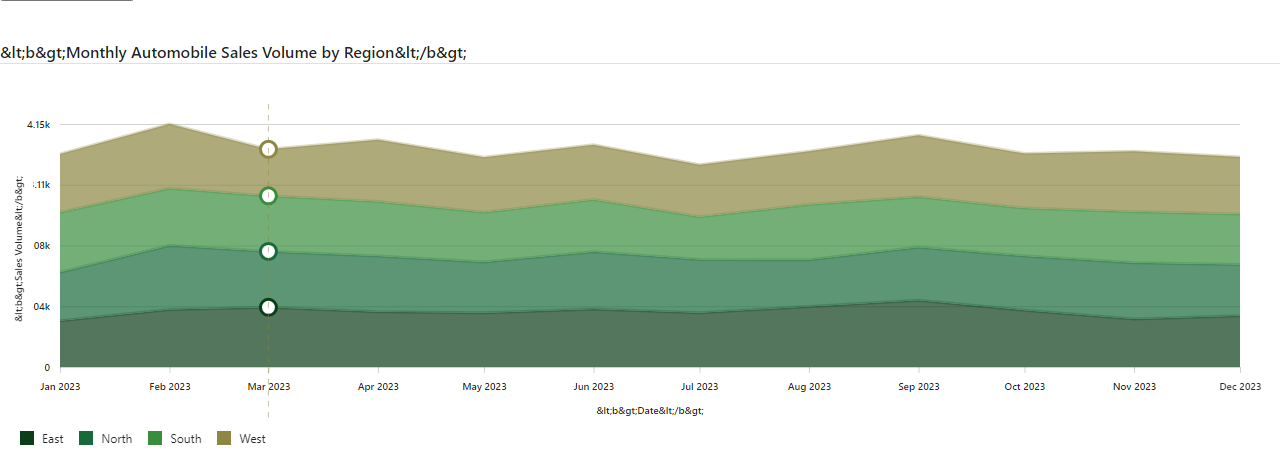 &lt;b&gt;Monthly Automobile Sales Volume by Region&lt;/b&gt;
4.15k
.11k
08k
04k
0
&lt;b&gt;Sales Volume&lt;/b&gt;
Jan 2023 Feb 2023 Mar 2023 Apr 2023 May 2023 Jun 2023 Jul 2023 Aug 2023 Sep 2023 Oct 2023 Nov 2023 Dec 2023
&lt;b&gt;Date&lt;/b&gt;
East North South West